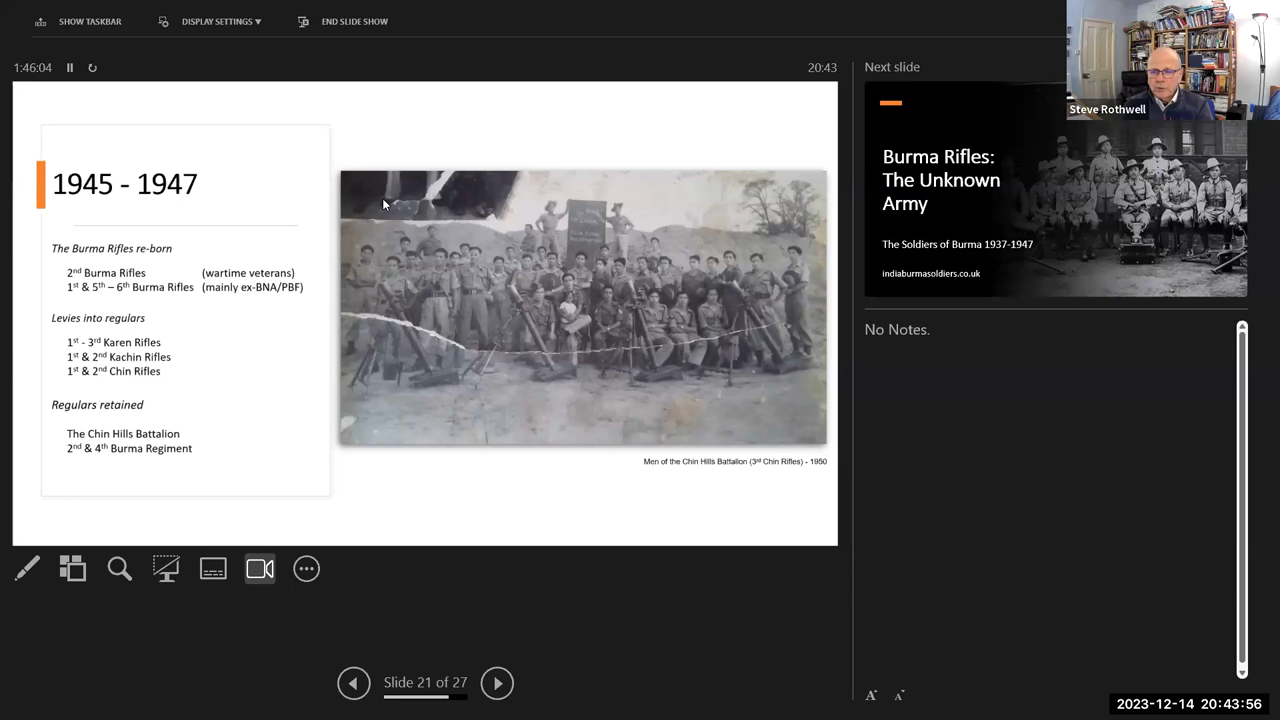 SHOW TASKBAR
DISPLAY SETTINGS ▼
END SLIDE SHOW
1:46:04
20:43
Next slide
Steve Rothwell
1945 - 1947
The Burma Rifles re-born
2nd Burma Rifles (wartime veterans)
1st & 5th – 6th Burma Rifles (mainly ex-BNA/PBF)
Levies into regulars
1st - 3rd Karen Rifles
1st & 2nd Kachin Rifles
1st & 2nd Chin Rifles
Regulars retained
The Chin Hills Battalion
2nd & 4th Burma Regiment
Men of the Chin Hills Battalion (3rd Chin Rifles) - 1950
Burma Rifles:
The Unknown
Army
The Soldiers of Burma 1937-1947
indiaburmasoldiers.co.uk
No Notes.
Slide 21 of 27
A A
2023-12-14 20:43:56